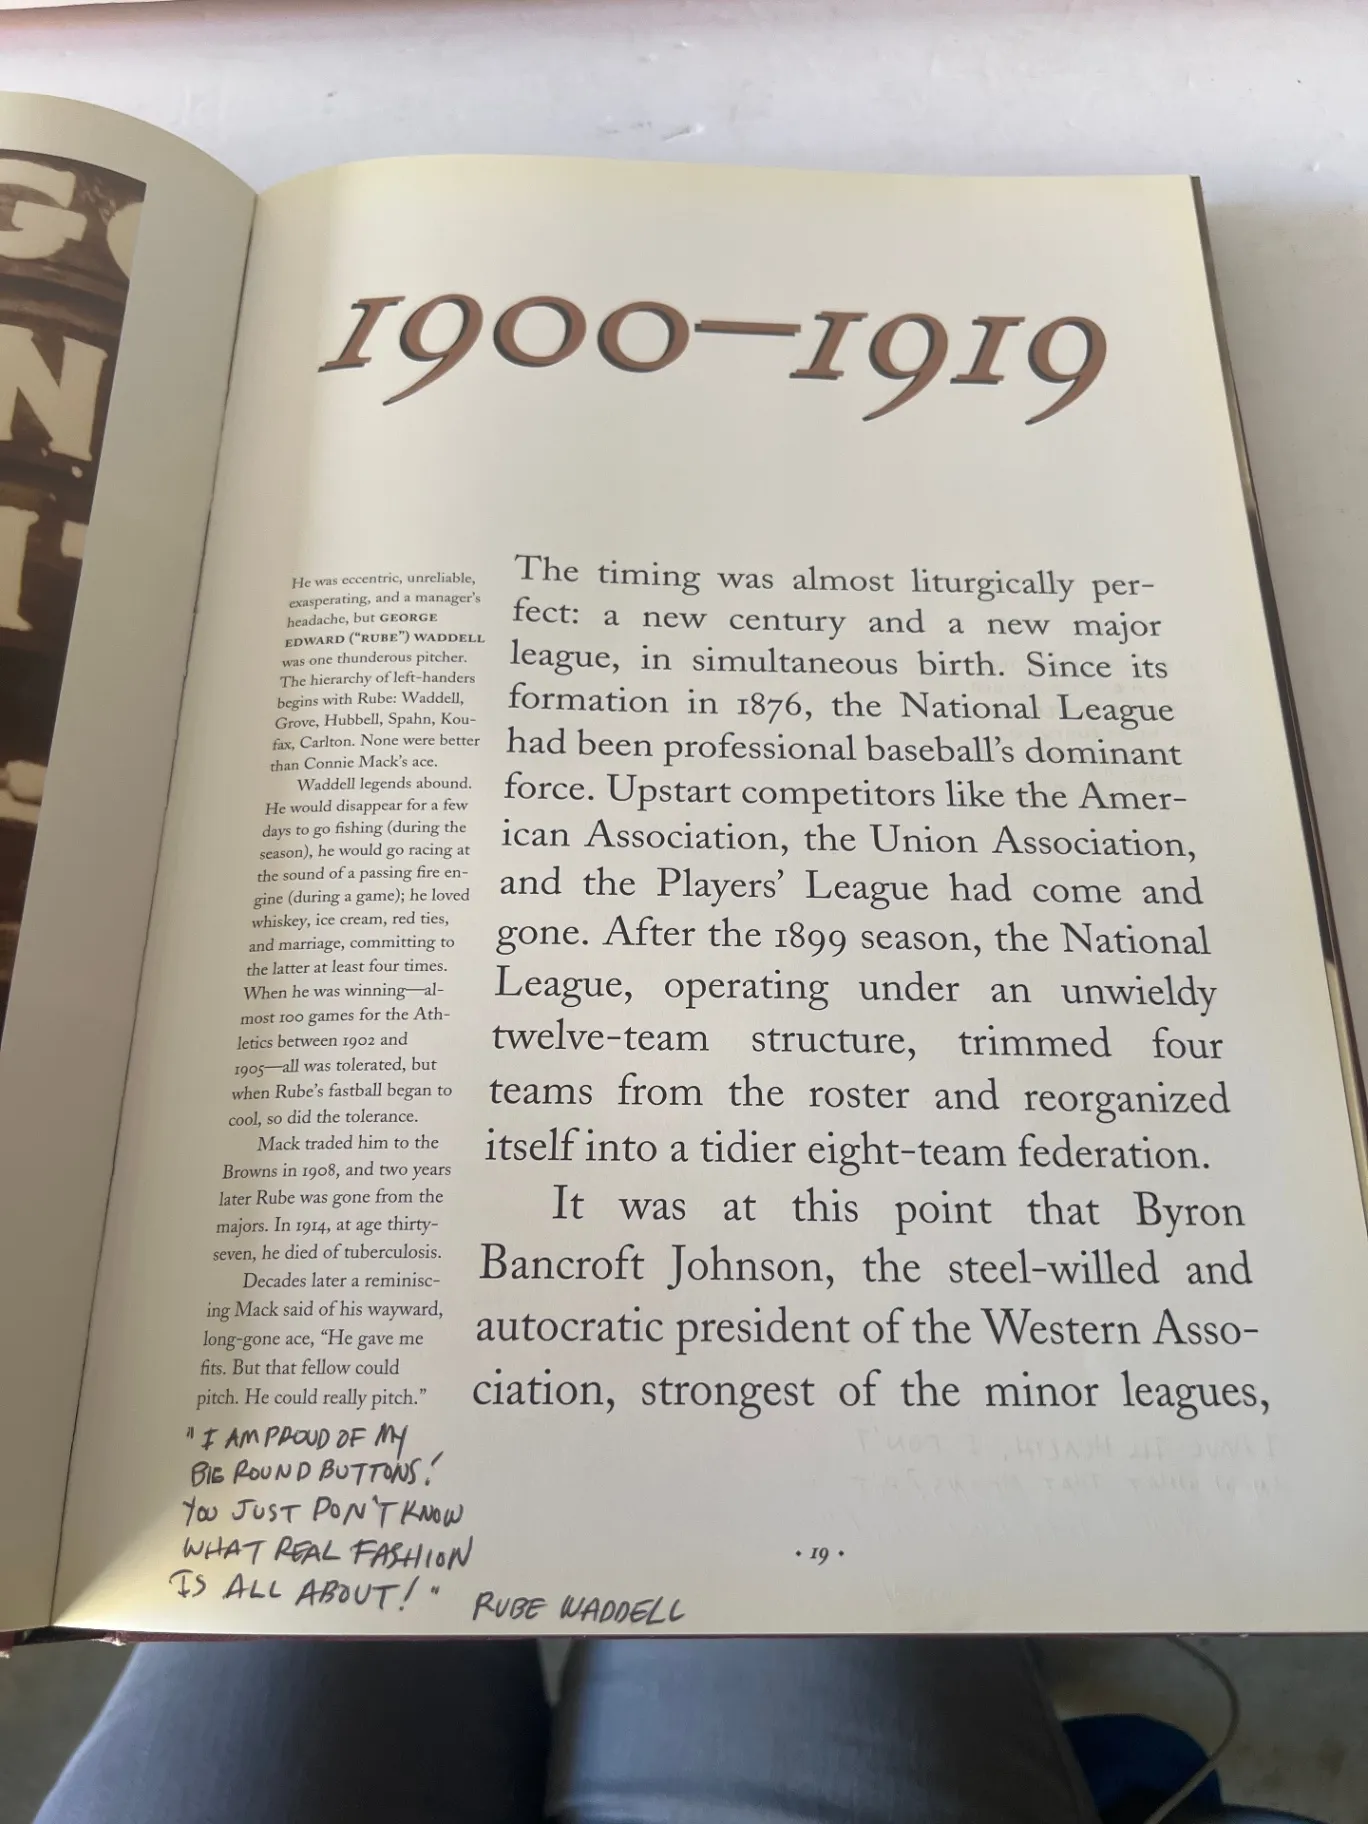 1900—1919
He was eccentric, unreliable,
exasperating, and a manager's
headache, but GEORGE
EDWARD ("RUBE") WADDELL
was one thunderous pitcher.
The hierarchy of left-handers
begins with Rube: Waddell,
Grove, Hubbell, Spahn, Kou-
fax, Carlton. None were better
than Connie Mack's ace.
Waddell legends abound.
He would disappear for a few
days to go fishing (during the
season), he would go racing at
the sound of a passing fire en-
gine (during a game); he loved
whiskey, ice cream, red ties,
and marriage, committing to
the latter at least four times.
When he was winning—al-
most 100 games for the Ath-
letics between 1902 and
1905—all was tolerated, but
when Rube's fastball began to
cool, so did the tolerance.
Mack traded him to the
Browns in 1908, and two years
later Rube was gone from the
majors. In 1914, at age thirty-
seven, he died of tuberculosis.
Decades later a reminisc-
ing Mack said of his wayward,
long-gone ace, "He gave me
fits. But that fellow could
pitch. He could really pitch."
"I AM PROUD OF MY
BIG ROUND BUTTONS!
YOU JUST DON'T KNOW
WHAT REAL FASHION
IS ALL ABOUT!" RUBE WADDELL
The timing was almost liturgically per-
fect: a new century and a new major
league, in simultaneous birth. Since its
formation in 1876, the National League
had been professional baseball's dominant
force. Upstart competitors like the Amer-
ican Association, the Union Association,
and the Players' League had come and
gone. After the 1899 season, the National
League, operating under an unwieldy
twelve-team structure, trimmed four
teams from the roster and reorganized
itself into a tidier eight-team federation.
It was at this point that Byron
Bancroft Johnson, the steel-willed and
autocratic president of the Western Asso-
ciation, strongest of the minor leagues,
• 19 •